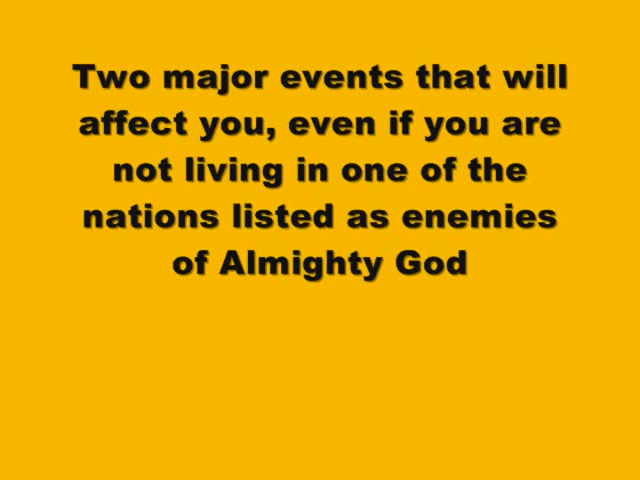 Two major events that will
affect you, even if you are
not living in one of the
nations listed as enemies
of Almighty God